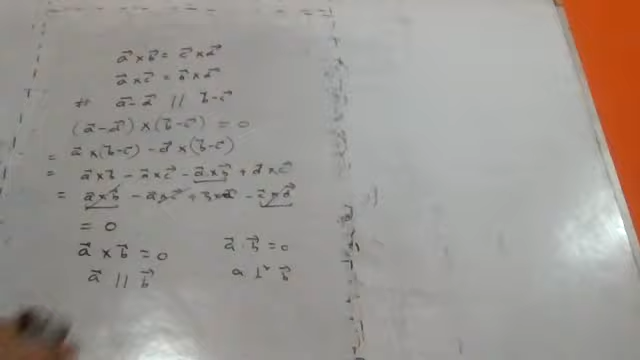 a⃗ × b⃗ = c⃗ × d⃗
a⃗ × c⃗ = b⃗ × d⃗
# a⃗ - d⃗ || b⃗ - c⃗
(a⃗ - d⃗) × (b⃗ - c⃗) = 0
= a⃗ × (b⃗ - c⃗) - d⃗ × (b⃗ - c⃗)
= a⃗ × b⃗ - a⃗ × c⃗ - d⃗ × b⃗ + d⃗ × c⃗
= a⃗ × b⃗ - a⃗ × c⃗ + b⃗ × d⃗ - c⃗ × d⃗
= 0
a⃗ × b⃗ = 0 a⃗ . b⃗ = 0
a⃗ || b⃗ a ⊥ʳ b⃗